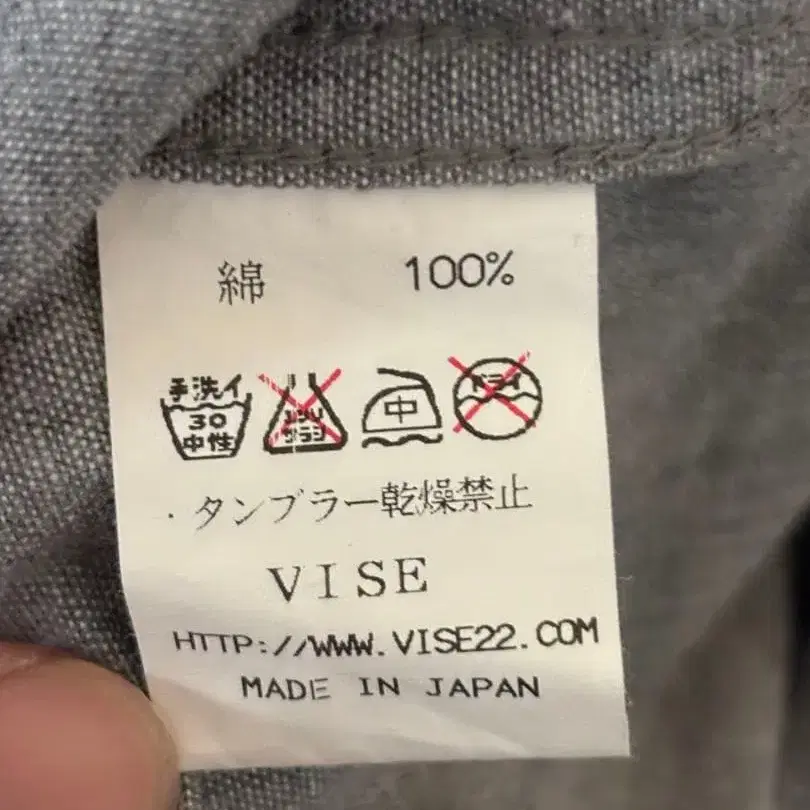 綿 100%
手洗イ 30 中性 エンソ サラシ 中 ドライ
・タンブラー乾燥禁止
VISE
HTTP://WWW.VISE22.COM
MADE IN JAPAN